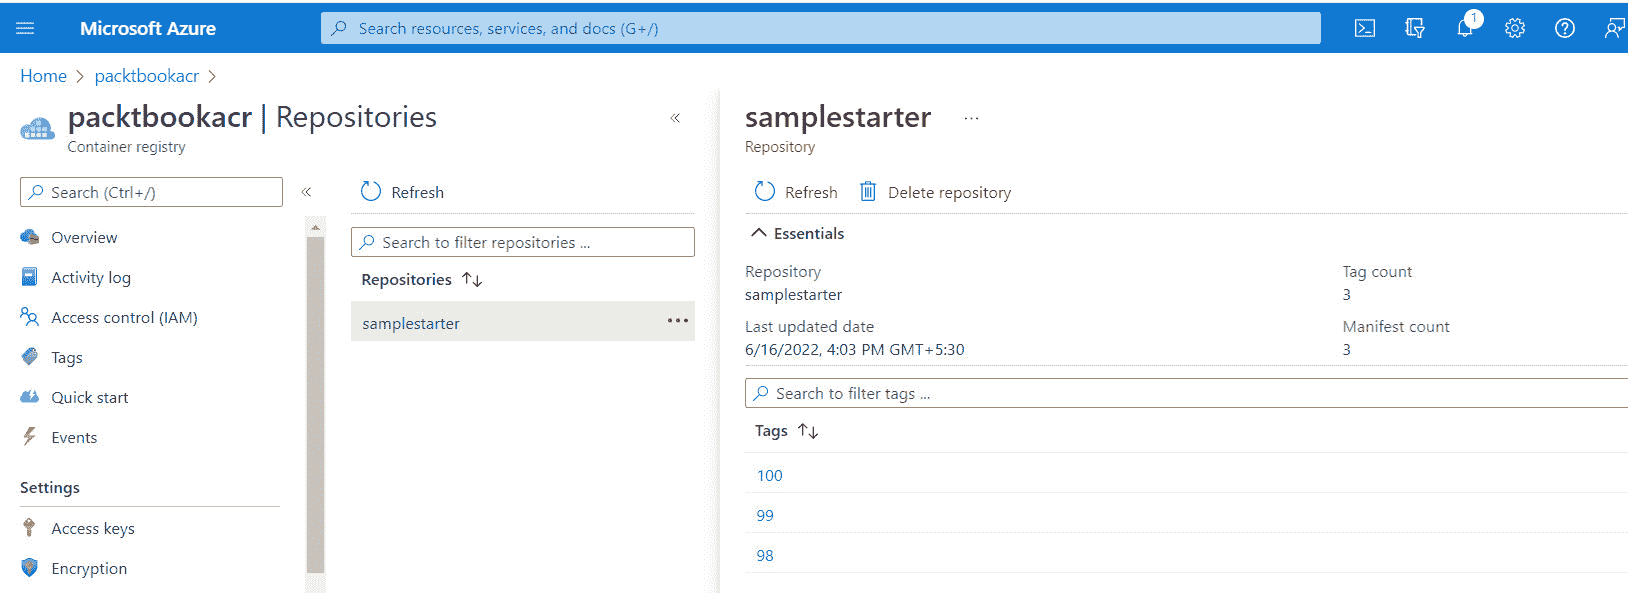 Microsoft Azure
Search resources, services, and docs (G+/)
1
Home > packtbookacr >
packtbookacr | Repositories
Container registry
«
Search (Ctrl+/)
«
Overview
Activity log
Access control (IAM)
Tags
Quick start
Events
Settings
Access keys
Encryption
Refresh
Search to filter repositories ...
Repositories ↑↓
samplestarter ...
samplestarter ...
Repository
Refresh
Delete repository
Essentials
Repository
samplestarter
Last updated date
6/16/2022, 4:03 PM GMT+5:30
Tag count
3
Manifest count
3
Search to filter tags ...
Tags ↑↓
100
99
98